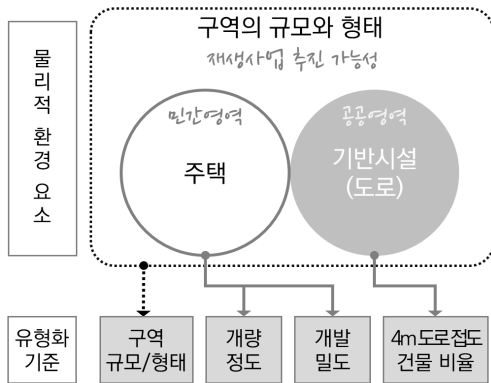 구역의 규모와 형태
재생사업 추진 가능성
물리적 환경 요소
민간영역
주택
공공영역
기반시설
(도로)
유형화
기준
구역
규모/형태
개량
정도
개발
밀도
4m도로접도
건물 비율